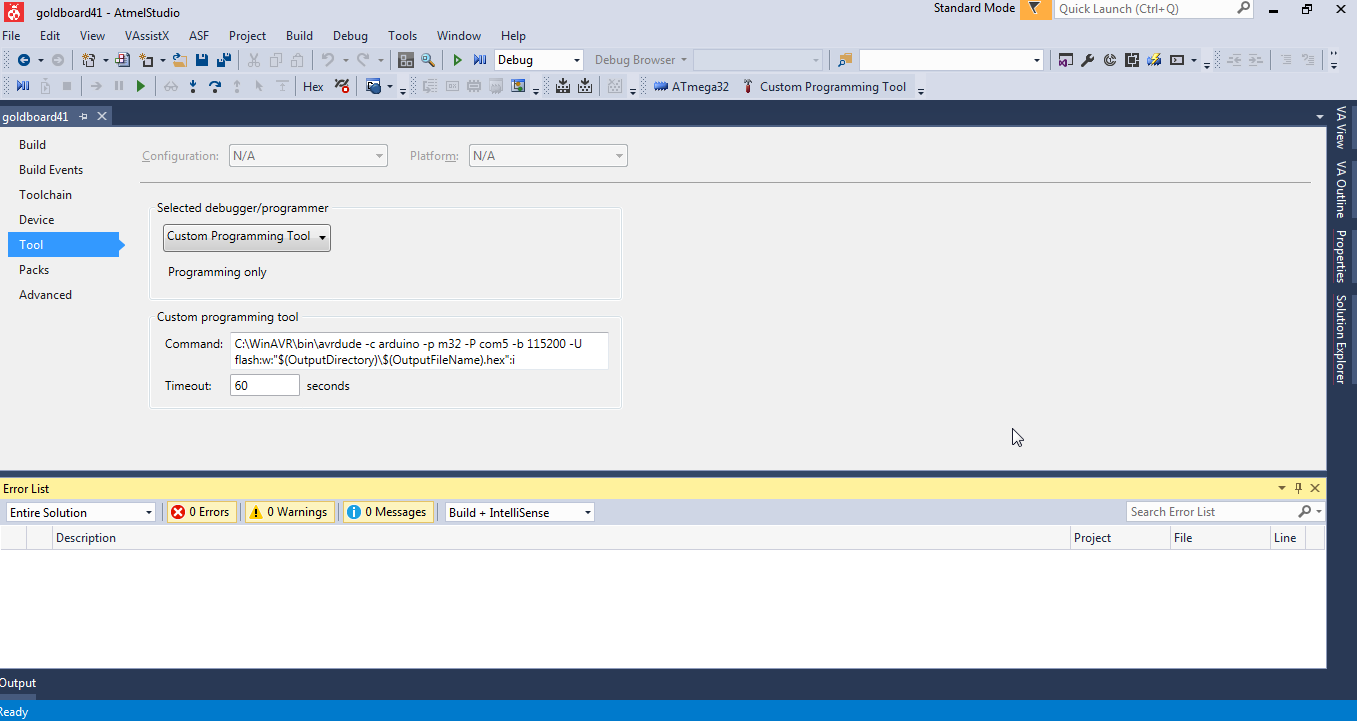 goldboard41 - AtmelStudio
Standard Mode
Quick Launch (Ctrl+Q)
File Edit View VAssistX ASF Project Build Debug Tools Window Help
Debug
Debug Browser
Hex
ATmega32
Custom Programming Tool
goldboard41
Build
Build Events
Toolchain
Device
Tool
Packs
Advanced
Configuration: N/A
Platform: N/A
Selected debugger/programmer
Custom Programming Tool
Programming only
Custom programming tool
Command: C:\WinAVR\bin\avrdude -c arduino -p m32 -P com5 -b 115200 -U
flash:w:"$(OutputDirectory)\$(OutputFileName).hex":i
Timeout: 60 seconds
VA View
VA Outline
Properties
Solution Explorer
Error List
Entire Solution
0 Errors
0 Warnings
0 Messages
Build + IntelliSense
Search Error List
Description Project File Line
Output
Ready